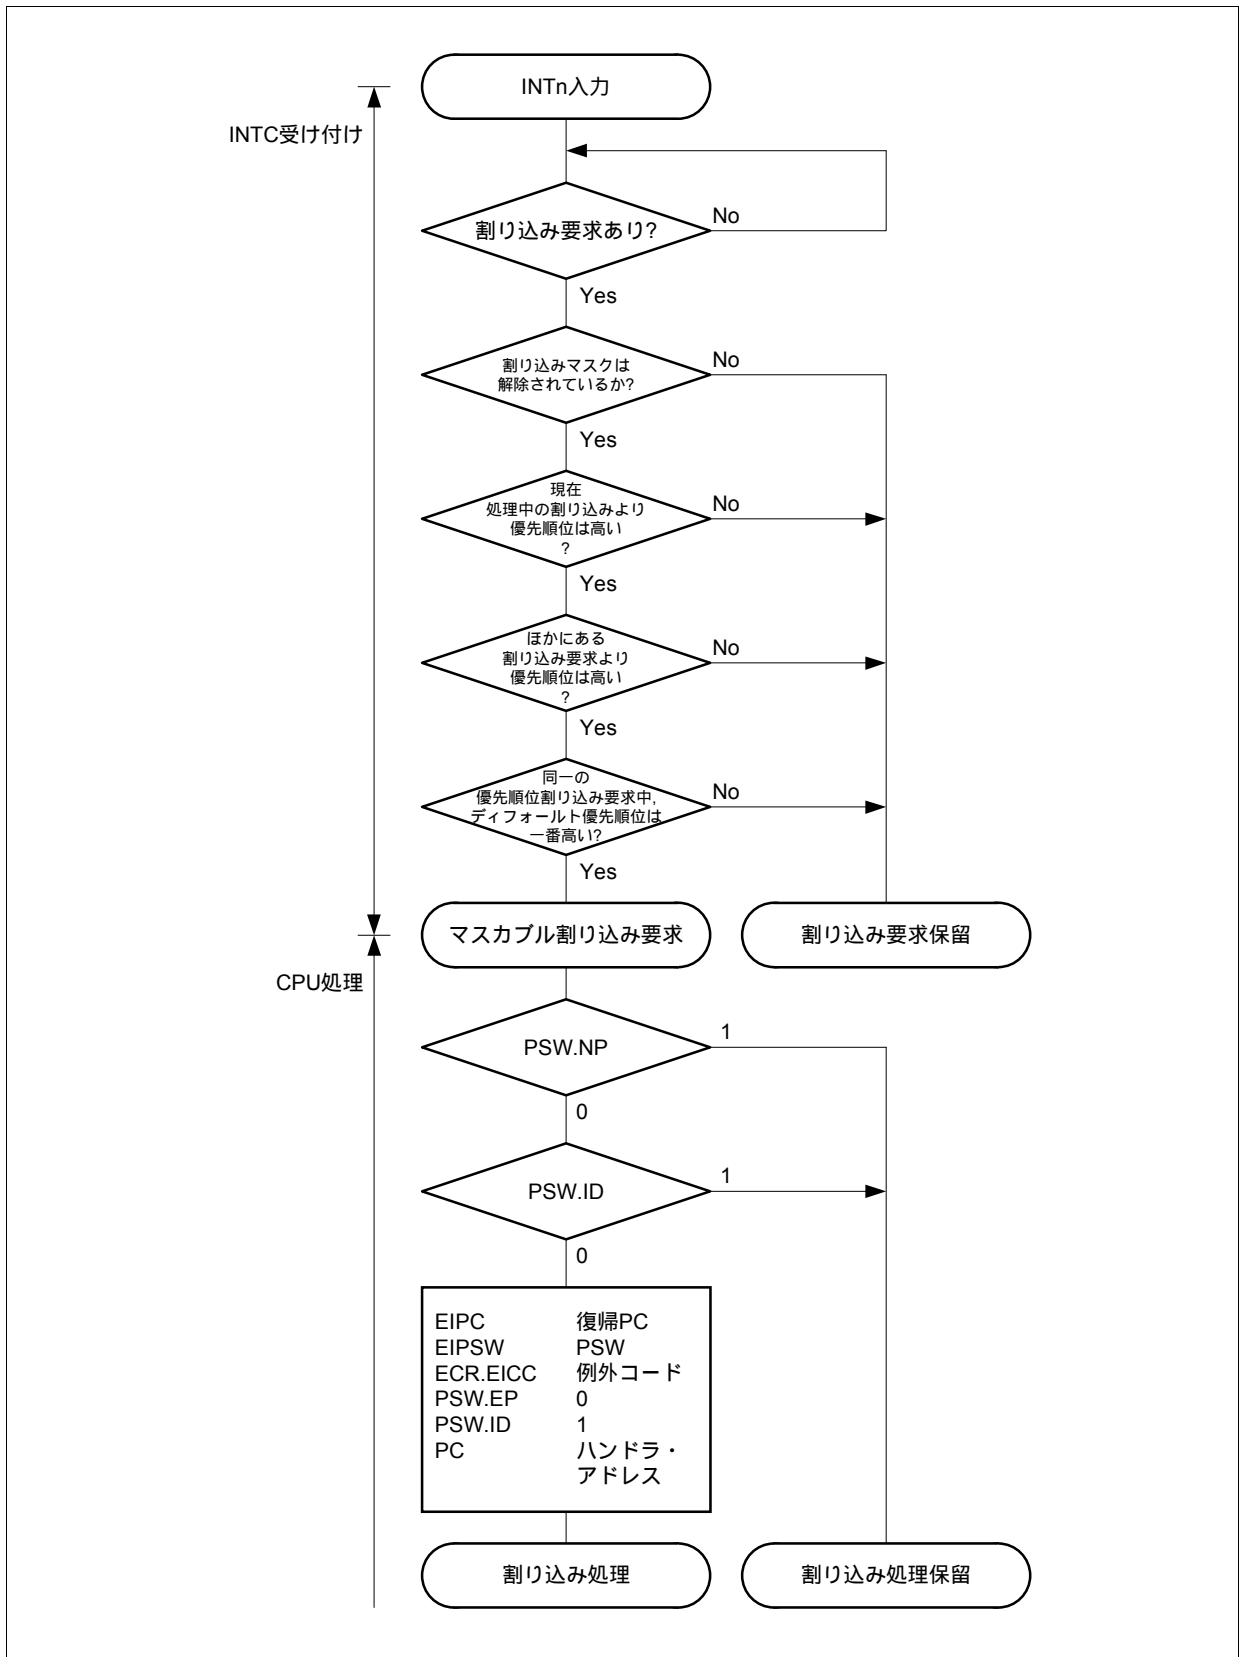 INTn入力
INTC受け付け
割り込み要求あり?
No
Yes
割り込みマスクは
解除されているか?
No
Yes
現在
処理中の割り込みより
優先順位は高い
?
No
Yes
ほかにある
割り込み要求より
優先順位は高い
?
No
Yes
同一の
優先順位割り込み要求中,
ディフォールト優先順位は
一番高い?
No
Yes
マスカブル割り込み要求
割り込み要求保留
CPU処理
PSW.NP
1
0
PSW.ID
1
0
EIPC 復帰PC
EIPSW PSW
ECR.EICC 例外コード
PSW.EP 0
PSW.ID 1
PC ハンドラ・
アドレス
割り込み処理
割り込み処理保留